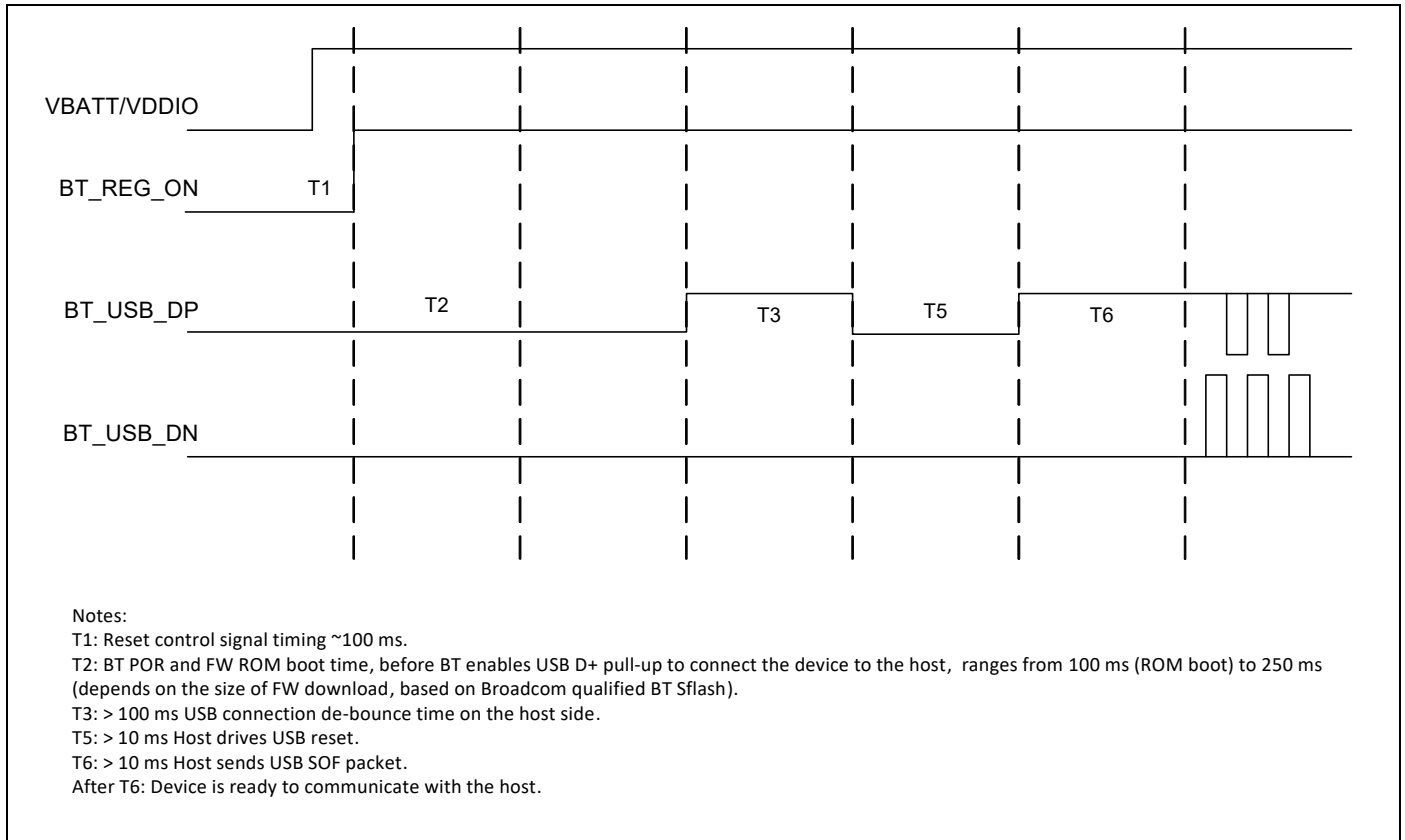 VBATT/VDDIO
BT_REG_ON
T1
BT_USB_DP
T2
T3
T5
T6
BT_USB_DN
Notes:
T1: Reset control signal timing ~100 ms.
T2: BT POR and FW ROM boot time, before BT enables USB D+ pull-up to connect the device to the host, ranges from 100 ms (ROM boot) to 250 ms
(depends on the size of FW download, based on Broadcom qualified BT Sflash).
T3: > 100 ms USB connection de-bounce time on the host side.
T5: > 10 ms Host drives USB reset.
T6: > 10 ms Host sends USB SOF packet.
After T6: Device is ready to communicate with the host.